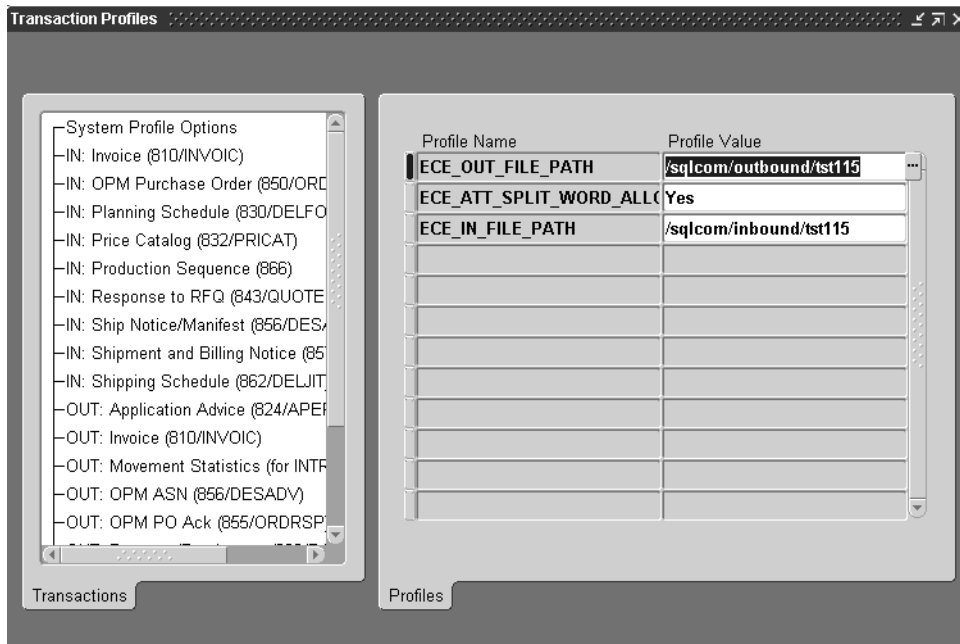 Transaction Profiles
System Profile Options
IN: Invoice (810/INVOIC)
IN: OPM Purchase Order (850/ORD
IN: Planning Schedule (830/DELFO
IN: Price Catalog (832/PRICAT)
IN: Production Sequence (866)
IN: Response to RFQ (843/QUOTE
IN: Ship Notice/Manifest (856/DESA
IN: Shipment and Billing Notice (85
IN: Shipping Schedule (862/DELJIT)
OUT: Application Advice (824/APER
OUT: Invoice (810/INVOIC)
OUT: Movement Statistics (for INTR
OUT: OPM ASN (856/DESADV)
OUT: OPM PO Ack (855/ORDRSP)
Transactions
Profile Name Profile Value
ECE_OUT_FILE_PATH /sqlcom/outbound/tst115
ECE_ATT_SPLIT_WORD_ALLO Yes
ECE_IN_FILE_PATH /sqlcom/inbound/tst115
Profiles